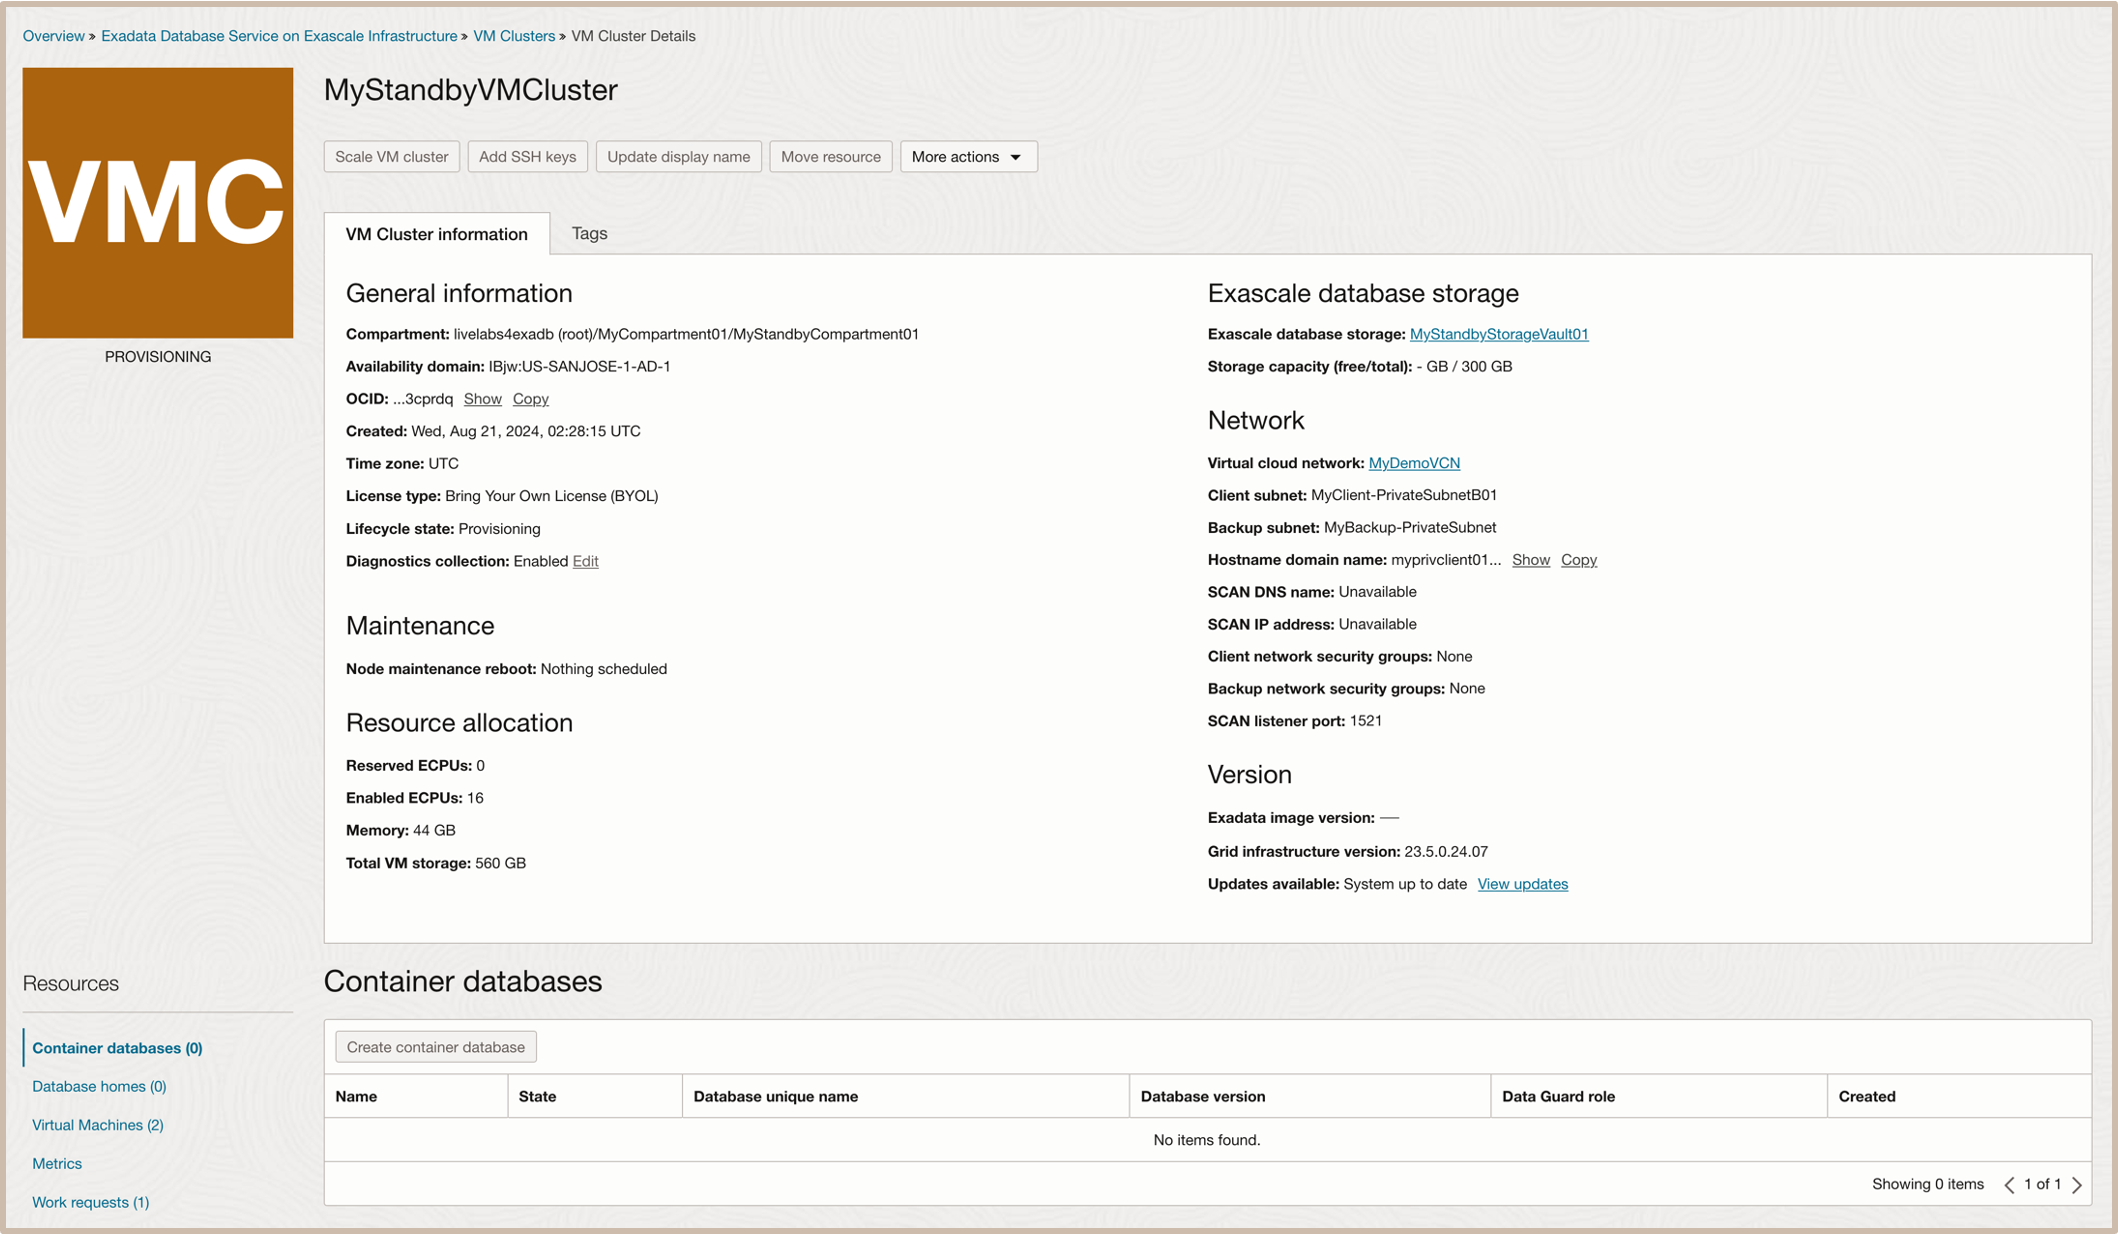 Overview » Exadata Database Service on Exascale Infrastructure » VM Clusters » VM Cluster Details
VMC
PROVISIONING
MyStandbyVMCluster
Scale VM cluster Add SSH keys Update display name Move resource More actions
VM Cluster information Tags
General information
Compartment: livelabs4exadb (root)/MyCompartment01/MyStandbyCompartment01
Availability domain: IBjw:US-SANJOSE-1-AD-1
OCID: ...3cprdq Show Copy
Created: Wed, Aug 21, 2024, 02:28:15 UTC
Time zone: UTC
License type: Bring Your Own License (BYOL)
Lifecycle state: Provisioning
Diagnostics collection: Enabled Edit
Maintenance
Node maintenance reboot: Nothing scheduled
Resource allocation
Reserved ECPUs: 0
Enabled ECPUs: 16
Memory: 44 GB
Total VM storage: 560 GB
Exascale database storage
Exascale database storage: MyStandbyStorageVault01
Storage capacity (free/total): - GB / 300 GB
Network
Virtual cloud network: MyDemoVCN
Client subnet: MyClient-PrivateSubnetB01
Backup subnet: MyBackup-PrivateSubnet
Hostname domain name: myprivclient01... Show Copy
SCAN DNS name: Unavailable
SCAN IP address: Unavailable
Client network security groups: None
Backup network security groups: None
SCAN listener port: 1521
Version
Exadata image version: —
Grid infrastructure version: 23.5.0.24.07
Updates available: System up to date View updates
Resources
Container databases (0)
Database homes (0)
Virtual Machines (2)
Metrics
Work requests (1)
Container databases
Create container database
Name State Database unique name Database version Data Guard role Created
No items found.
Showing 0 items < 1 of 1 >